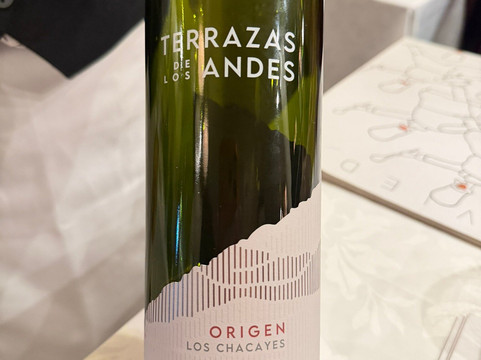 TERRAZAS
DE
LOS ANDES
ORIGEN
LOS CHACAYES